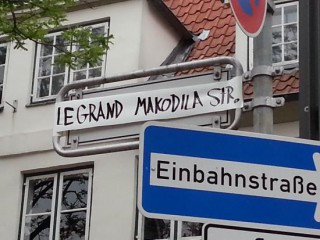 LEGRAND MAKODILA STR.
Einbahnstraße